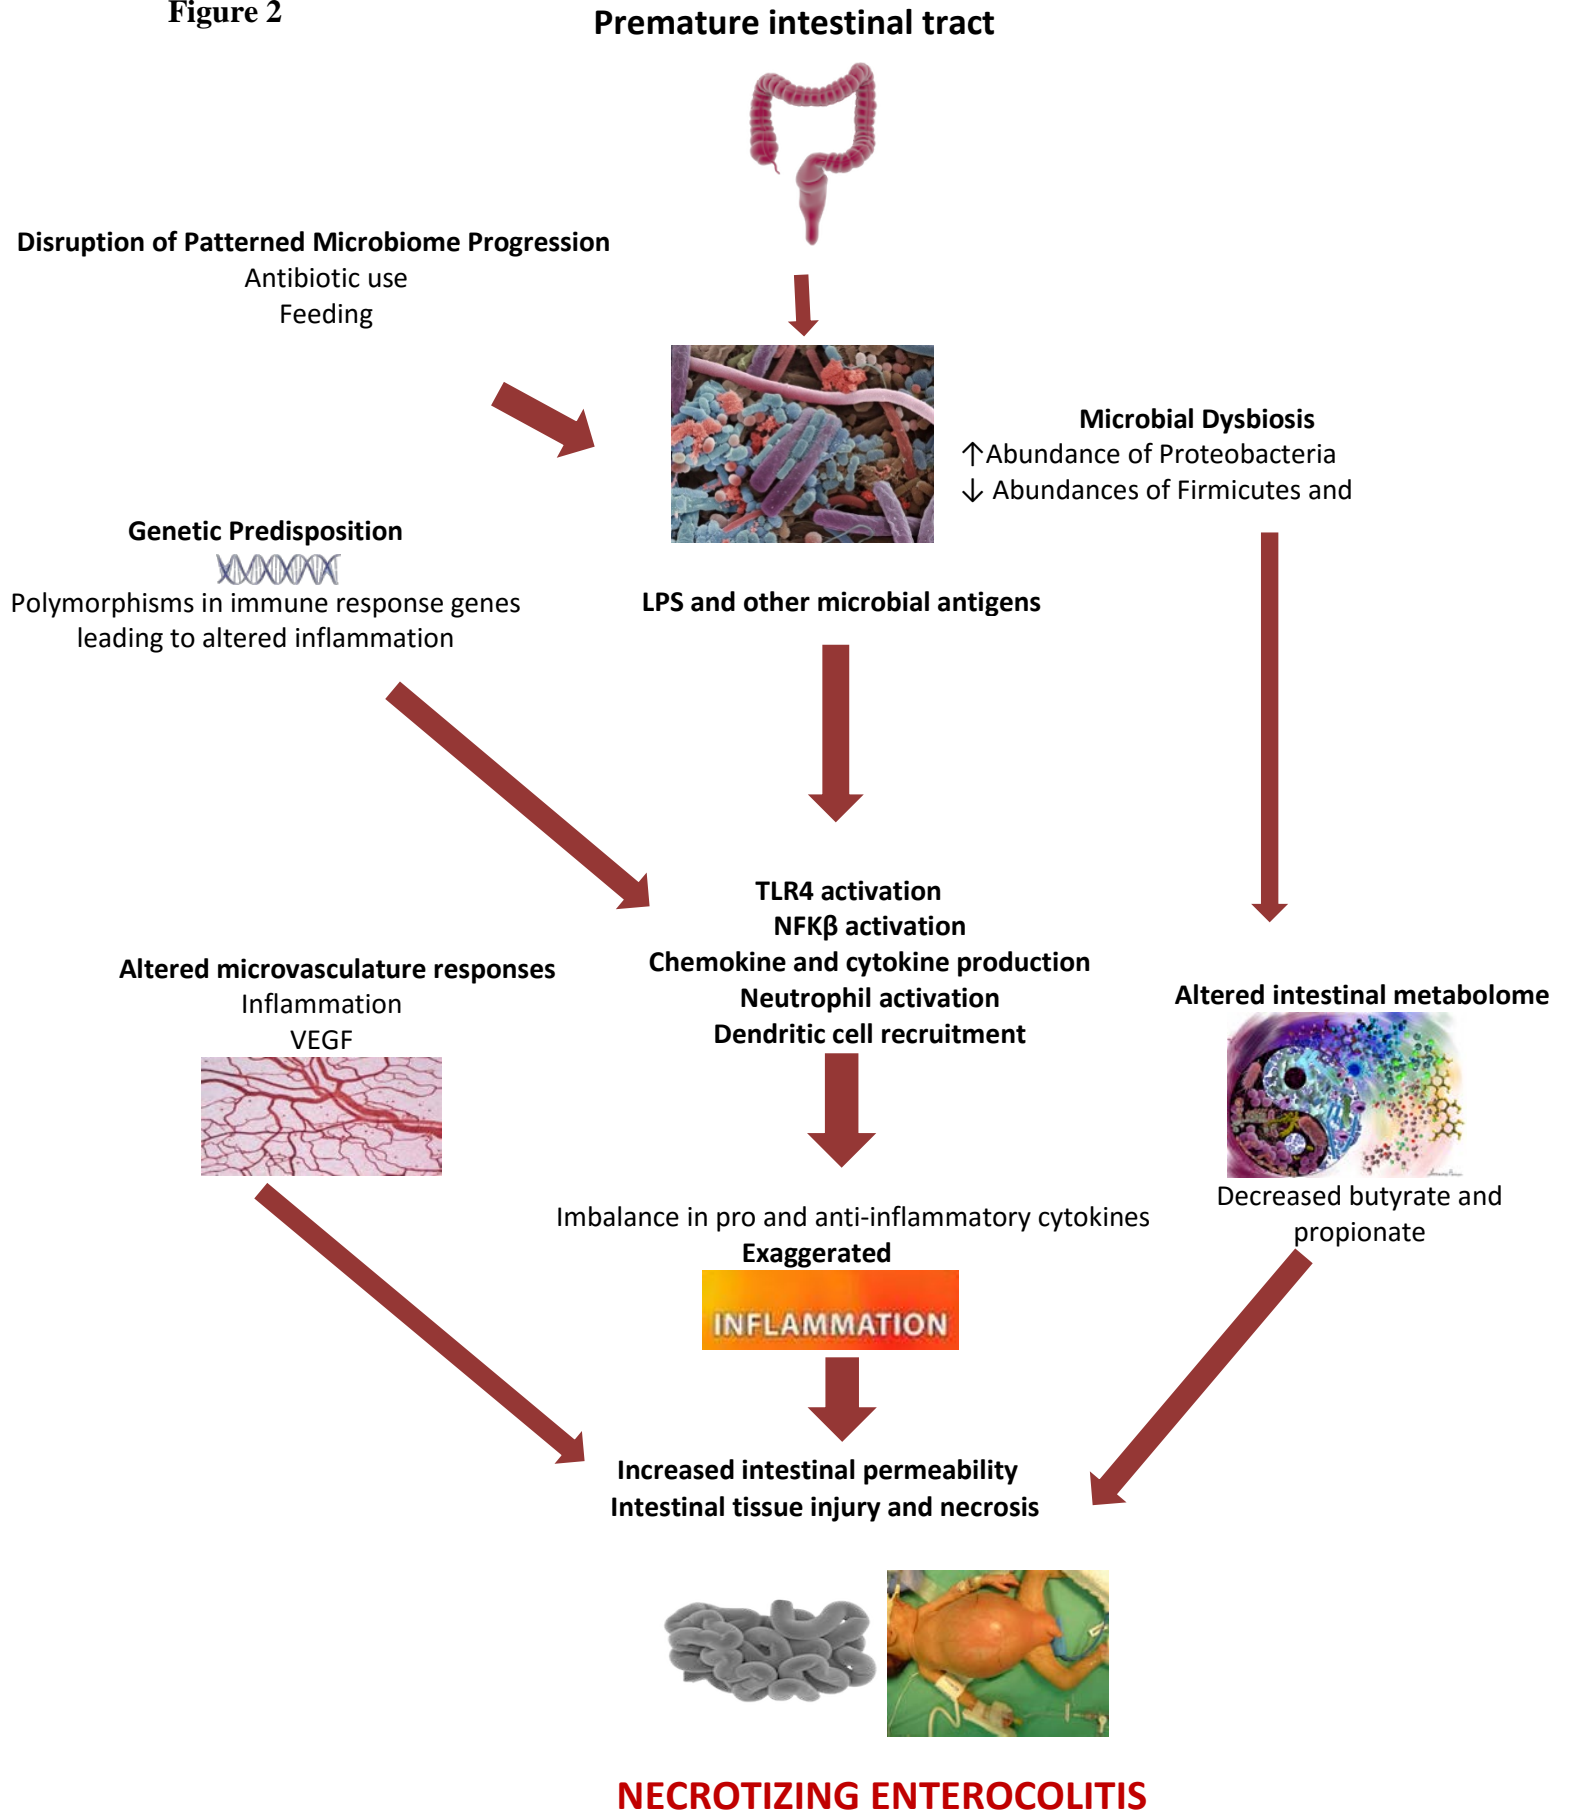 Figure 2
Premature intestinal tract
Disruption of Patterned Microbiome Progression
Antibiotic use
Feeding
Microbial Dysbiosis
↑Abundance of Proteobacteria
↓ Abundances of Firmicutes and
Genetic Predisposition
Polymorphisms in immune response genes
leading to altered inflammation
LPS and other microbial antigens
TLR4 activation
NFKβ activation
Chemokine and cytokine production
Neutrophil activation
Dendritic cell recruitment
Altered microvasculature responses
Inflammation
VEGF
Altered intestinal metabolome
Decreased butyrate and
propionate
Imbalance in pro and anti-inflammatory cytokines
Exaggerated
INFLAMMATION
Increased intestinal permeability
Intestinal tissue injury and necrosis
NECROTIZING ENTEROCOLITIS